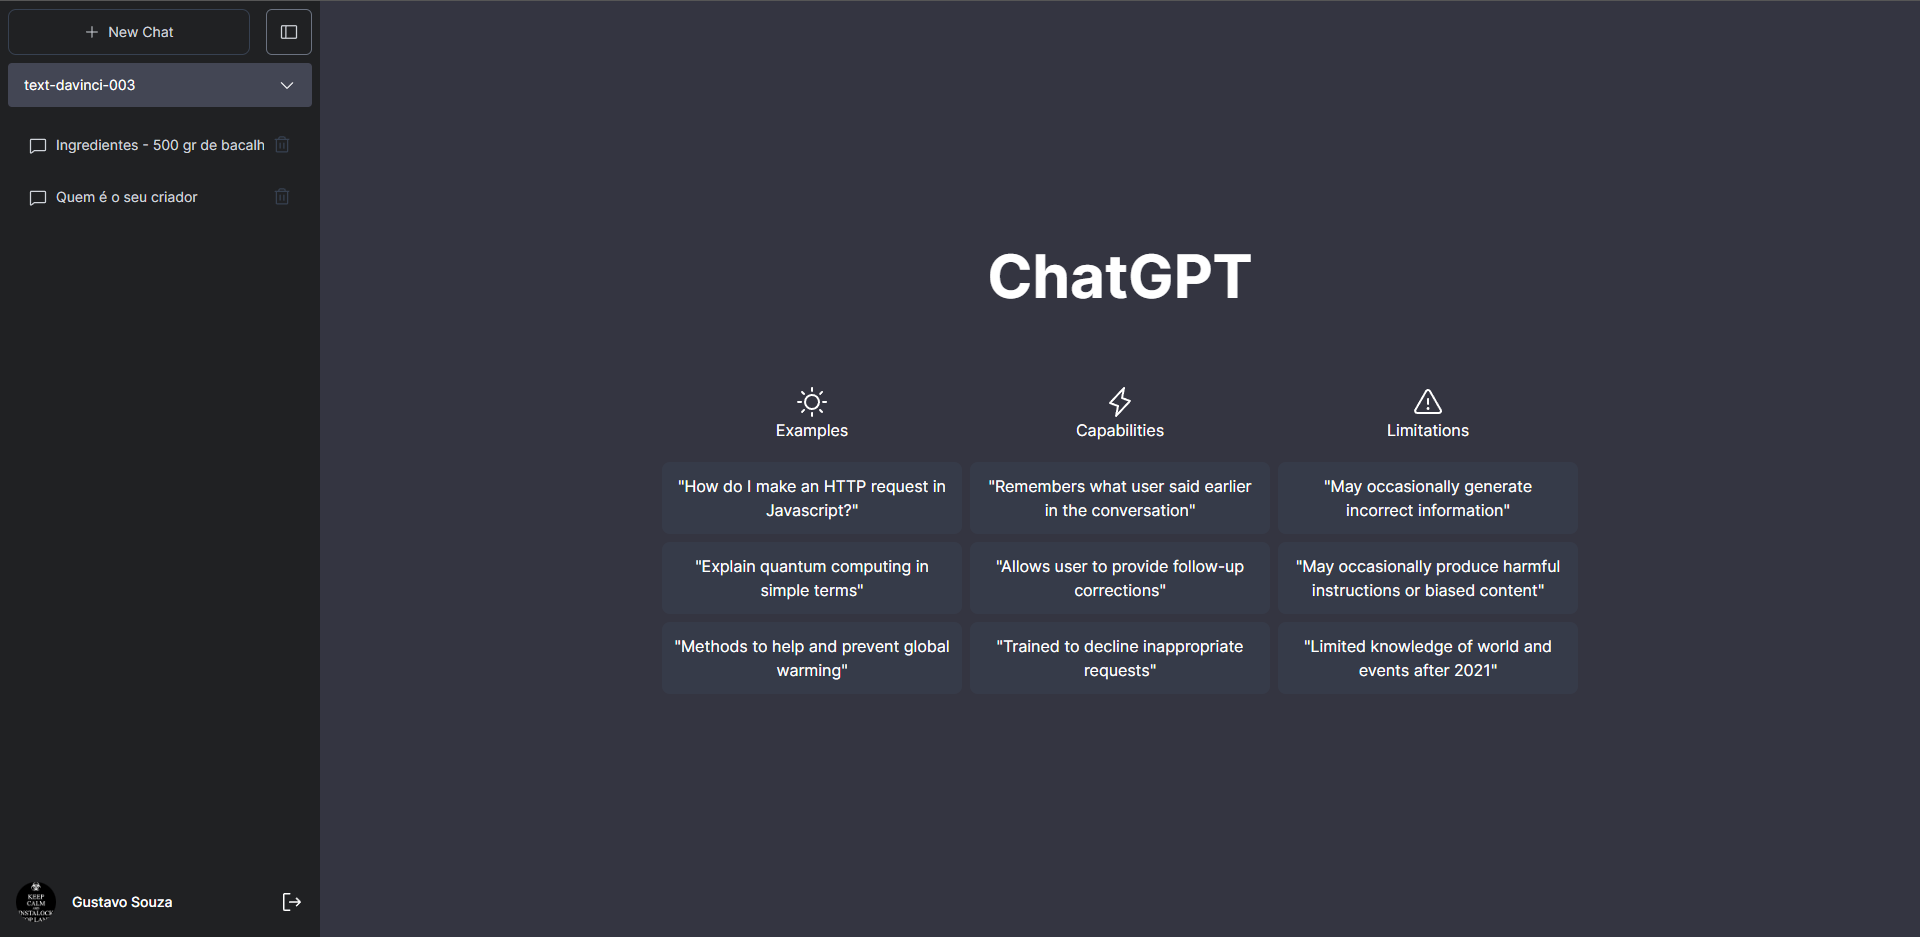 New Chat
text-davinci-003
Ingredientes - 500 gr de bacalh
Quem é o seu criador
ChatGPT
Examples
"How do I make an HTTP request in
Javascript?"
"Explain quantum computing in
simple terms"
"Methods to help and prevent global
warming"
Capabilities
"Remembers what user said earlier
in the conversation"
"Allows user to provide follow-up
corrections"
"Trained to decline inappropriate
requests"
Limitations
"May occasionally generate
incorrect information"
"May occasionally produce harmful
instructions or biased content"
"Limited knowledge of world and
events after 2021"
KEEP
CALM
INSTALOCK
Gustavo Souza